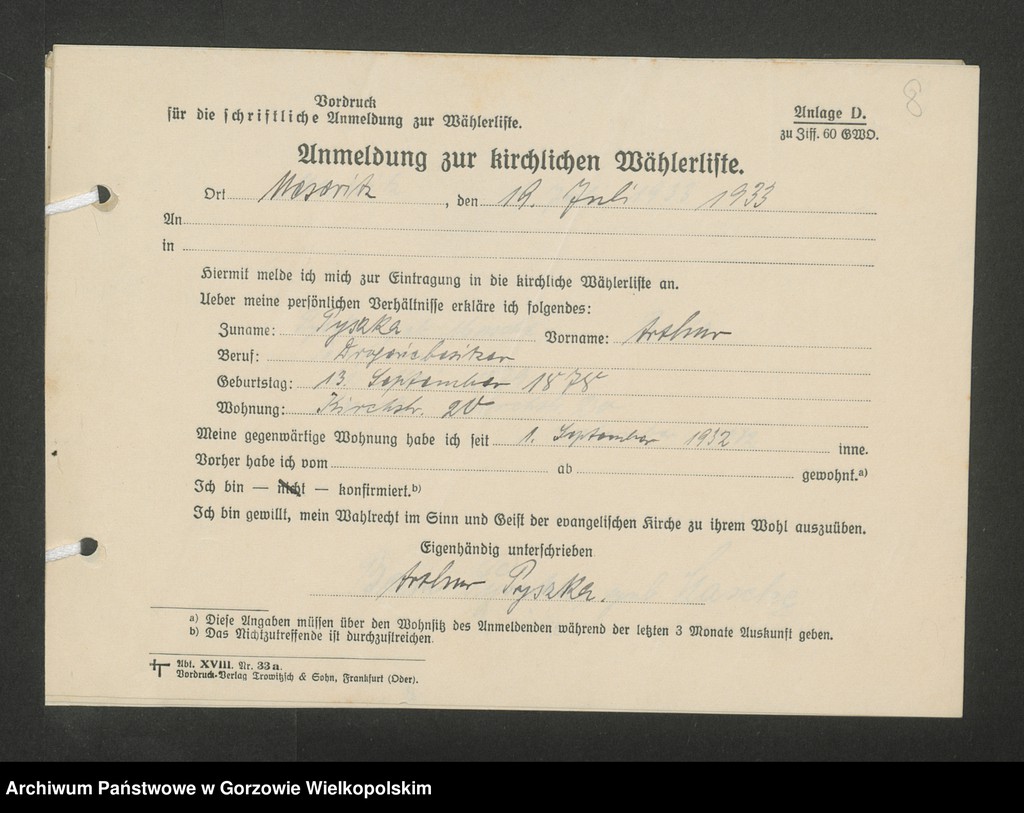 8
Vordruck
für die schriftliche Anmeldung zur Wählerliste.
Anlage D.
zu Ziff. 60 GWO.
Anmeldung zur kirchlichen Wählerliste.
Ort Meseritz, den 19. Juli 1933
An
in
Hiermit melde ich mich zur Eintragung in die kirchliche Wählerliste an.
Ueber meine persönlichen Verhältnisse erkläre ich folgendes:
Zuname: Pyszka Vorname: Arthur
Beruf: Drogeriebesitzer
Geburtstag: 13. September 1878
Wohnung: Kirchstr. 20
Meine gegenwärtige Wohnung habe ich seit 1. September 1932 inne.
Vorher habe ich vom ab gewohnt.a)
Ich bin — nicht — konfirmiert.b)
Ich bin gewillt, mein Wahlrecht im Sinn und Geist der evangelischen Kirche zu ihrem Wohl auszuüben.
Eigenhändig unterschrieben
Arthur Pyszka.
a) Diese Angaben müssen über den Wohnsitz des Anmeldenden während der letzten 3 Monate Auskunft geben.
b) Das Nichtzutreffende ist durchzustreichen.
Abt. XVIII. Nr. 33a.
Vordruck-Verlag Trowitzsch & Sohn, Frankfurt (Oder).
Archiwum Państwowe w Gorzowie Wielkopolskim